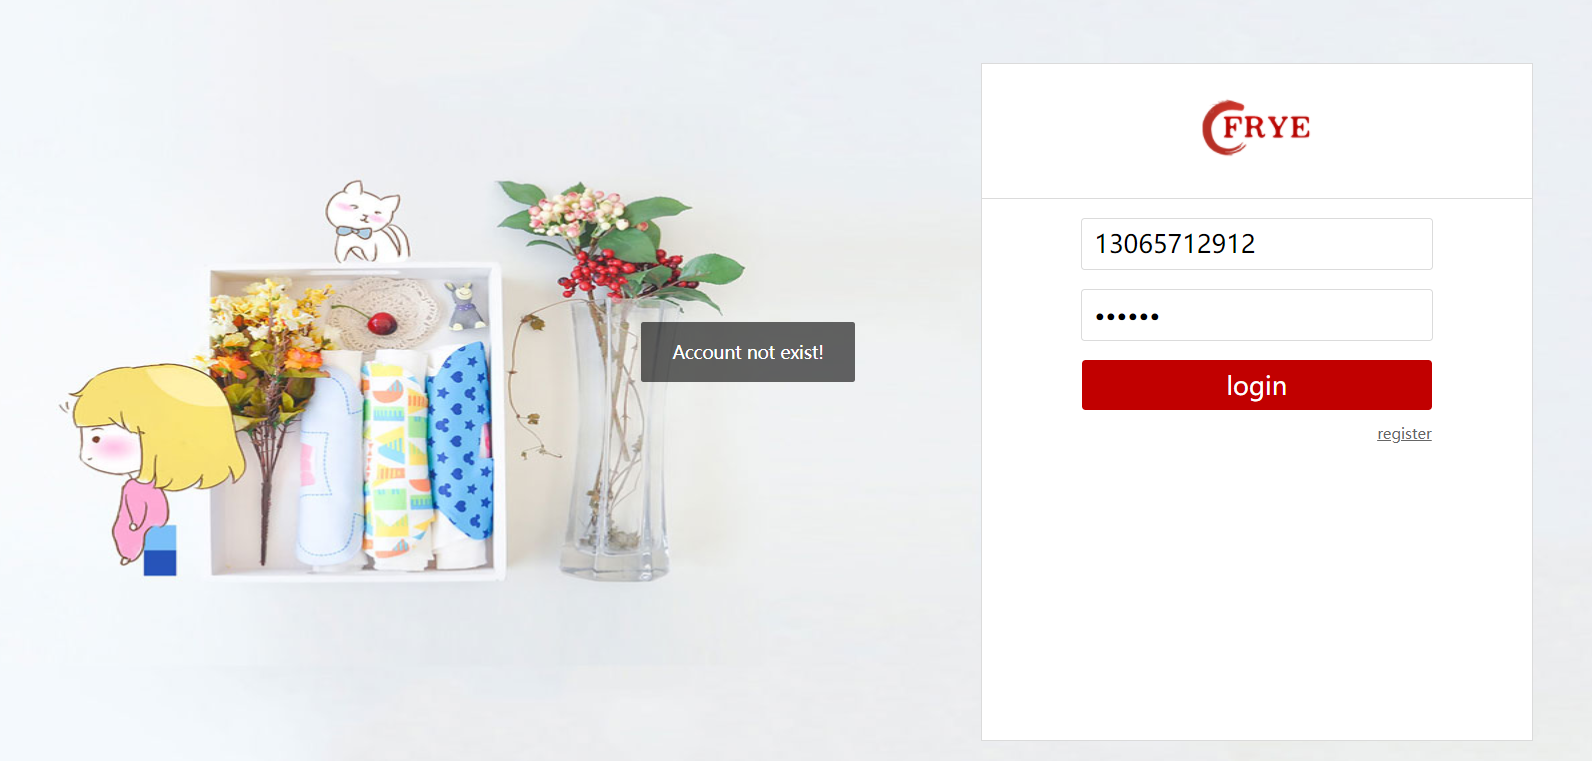 FRYE
13065712912
Account not exist!
login
register